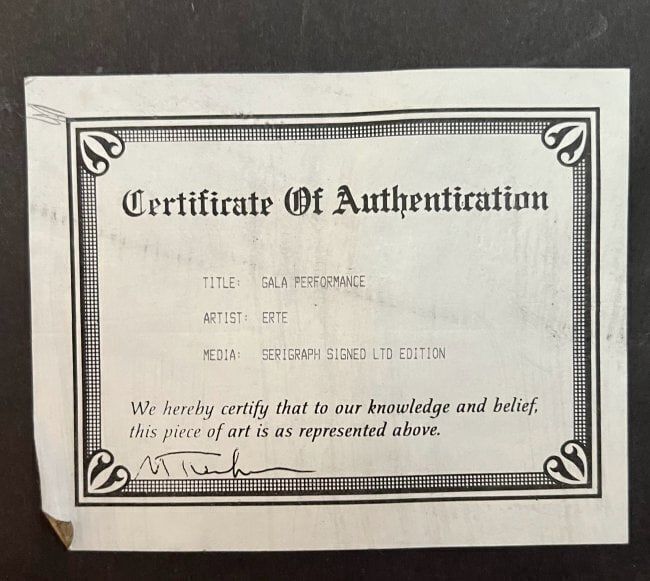 Certificate Of Authentication
TITLE: GALA PERFORMANCE
ARTIST: ERTE
MEDIA: SERIGRAPH SIGNED LTD EDITION
We hereby certify that to our knowledge and belief,
this piece of art is as represented above.